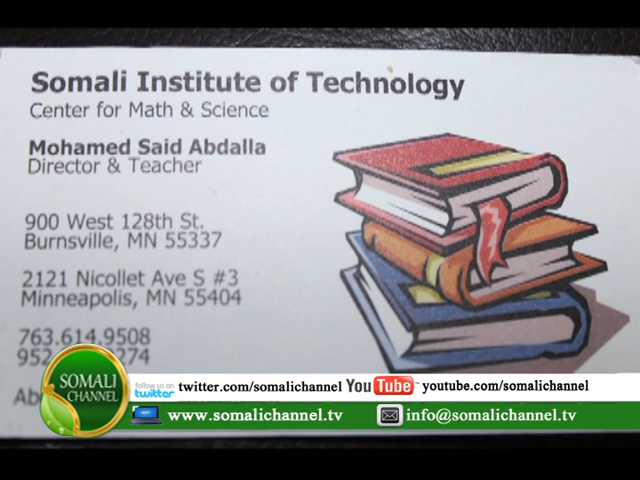 Somali Institute of Technology
Center for Math & Science
Mohamed Said Abdalla
Director & Teacher
900 West 128th St.
Burnsville, MN 55337
2121 Nicollet Ave S #3
Minneapolis, MN 55404
763.614.9508
952 274
SOMALI CHANNEL
follow us on twitter twitter.com/somalichannel YouTube youtube.com/somalichannel
www.somalichannel.tv info@somalichannel.tv